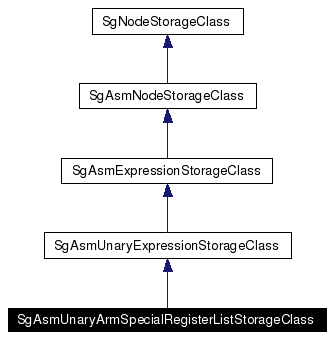 SgNodeStorageClass
SgAsmNodeStorageClass
SgAsmExpressionStorageClass
SgAsmUnaryExpressionStorageClass
SgAsmUnaryArmSpecialRegisterListStorageClass